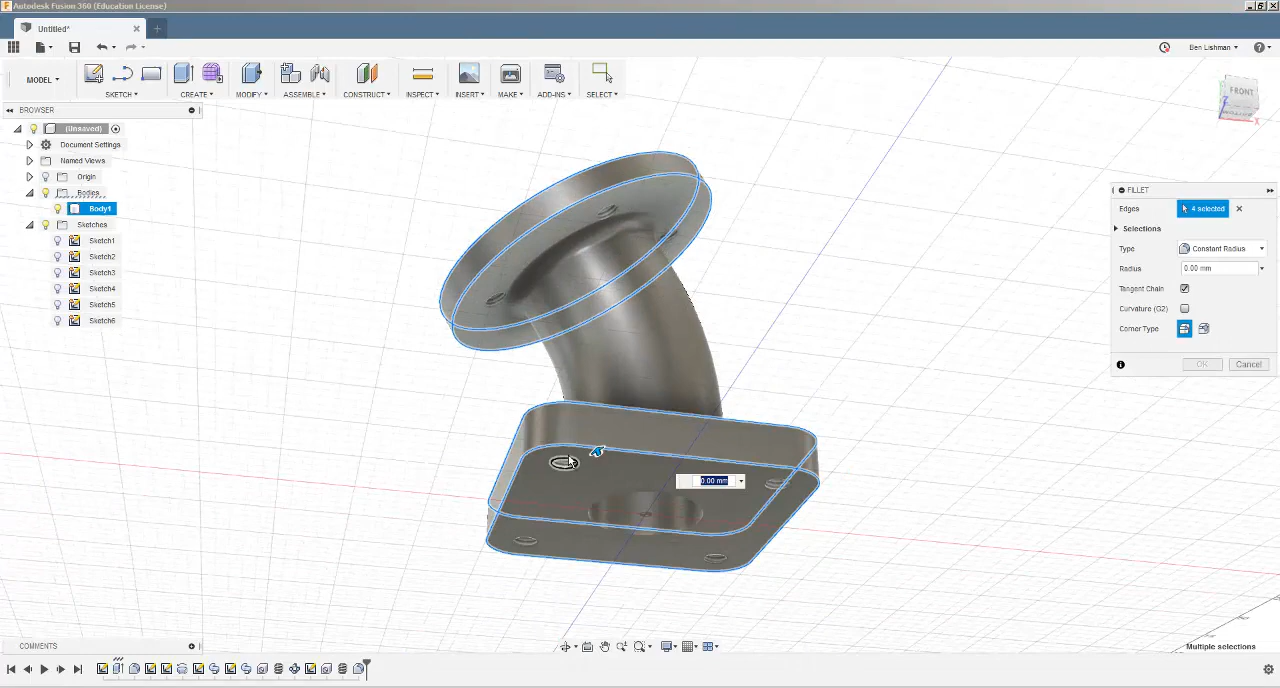 Autodesk Fusion 360 (Education License)
Untitled*
Ben Lishman
MODEL
SKETCH
CREATE
MODIFY
ASSEMBLE
CONSTRUCT
INSPECT
INSERT
MAKE
ADD-INS
SELECT
BROWSER
(Unsaved)
Document Settings
Named Views
Origin
Bodies
Body1
Sketches
Sketch1
Sketch2
Sketch3
Sketch4
Sketch5
Sketch6
FRONT
FILLET
Edges 4 selected
Selections
Type Constant Radius
Radius 0.00 mm
Tangent Chain
Curvature (G2)
Corner Type
OK Cancel
0.00 mm
COMMENTS
Multiple selections